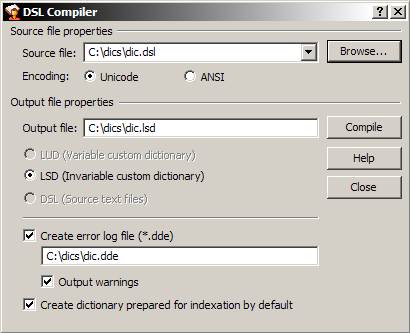 DSL Compiler
Source file properties
Source file: C:\dics\dic.dsl Browse...
Encoding: Unicode ANSI
Output file properties
Output file: C:\dics\dic.lsd Compile
LUD (Variable custom dictionary)
Help
LSD (Invariable custom dictionary)
Close
DSL (Source text files)
Create error log file (*.dde)
C:\dics\dic.dde
Output warnings
Create dictionary prepared for indexation by default